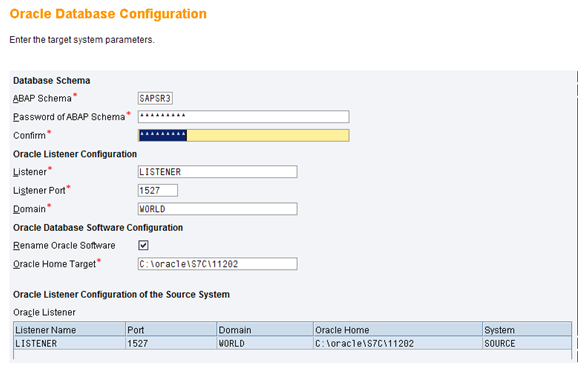 Oracle Database Configuration
Enter the target system parameters.
Database Schema
ABAP Schema* SAPSR3
Password of ABAP Schema* *********
Confirm* *********
Oracle Listener Configuration
Listener* LISTENER
Listener Port* 1527
Domain* WORLD
Oracle Database Software Configuration
Rename Oracle Software
Oracle Home Target* C:\oracle\S7C\11202
Oracle Listener Configuration of the Source System
Oracle Listener
Listener Name Port Domain Oracle Home System
LISTENER 1527 WORLD C:\oracle\S7C\11202 SOURCE